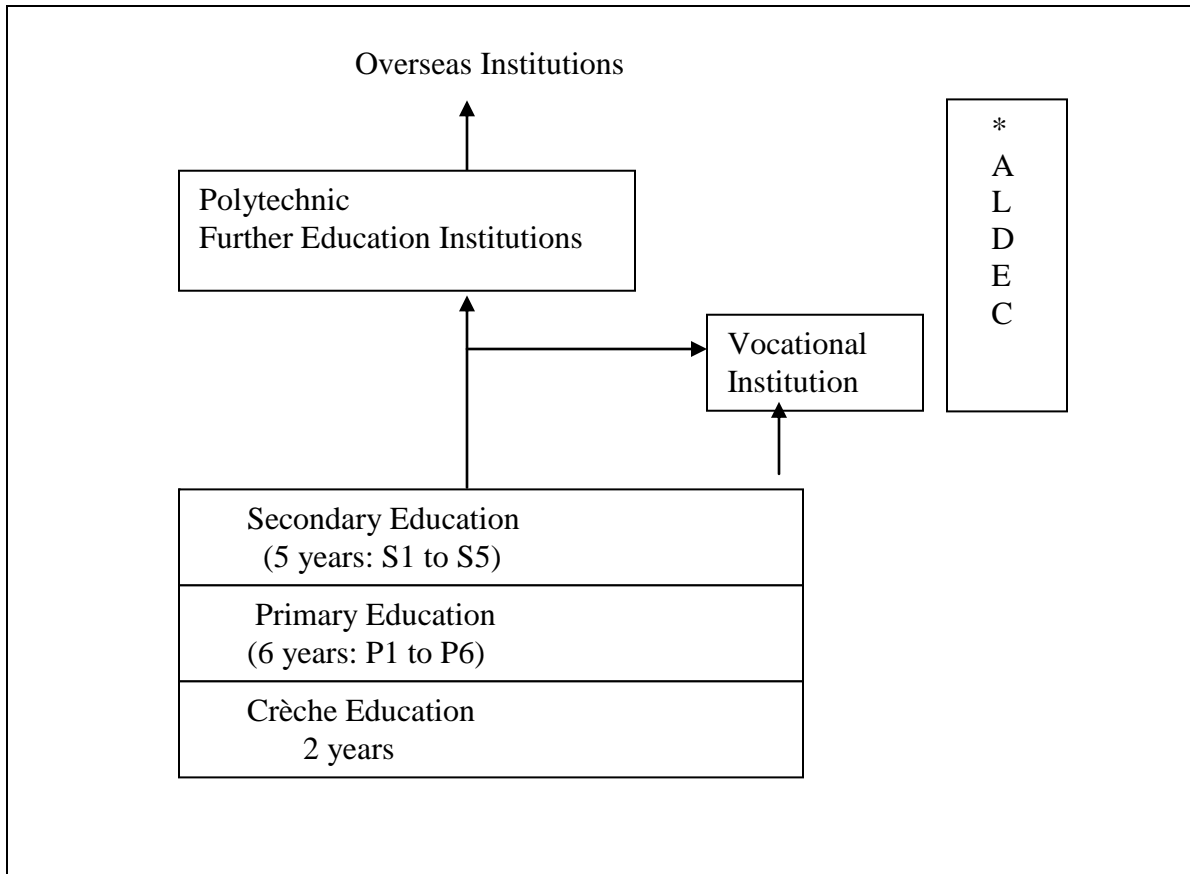 Overseas Institutions
Polytechnic
Further Education Institutions
*
A
L
D
E
C
Vocational
Institution
Secondary Education
(5 years: S1 to S5)
Primary Education
(6 years: P1 to P6)
Crèche Education
2 years